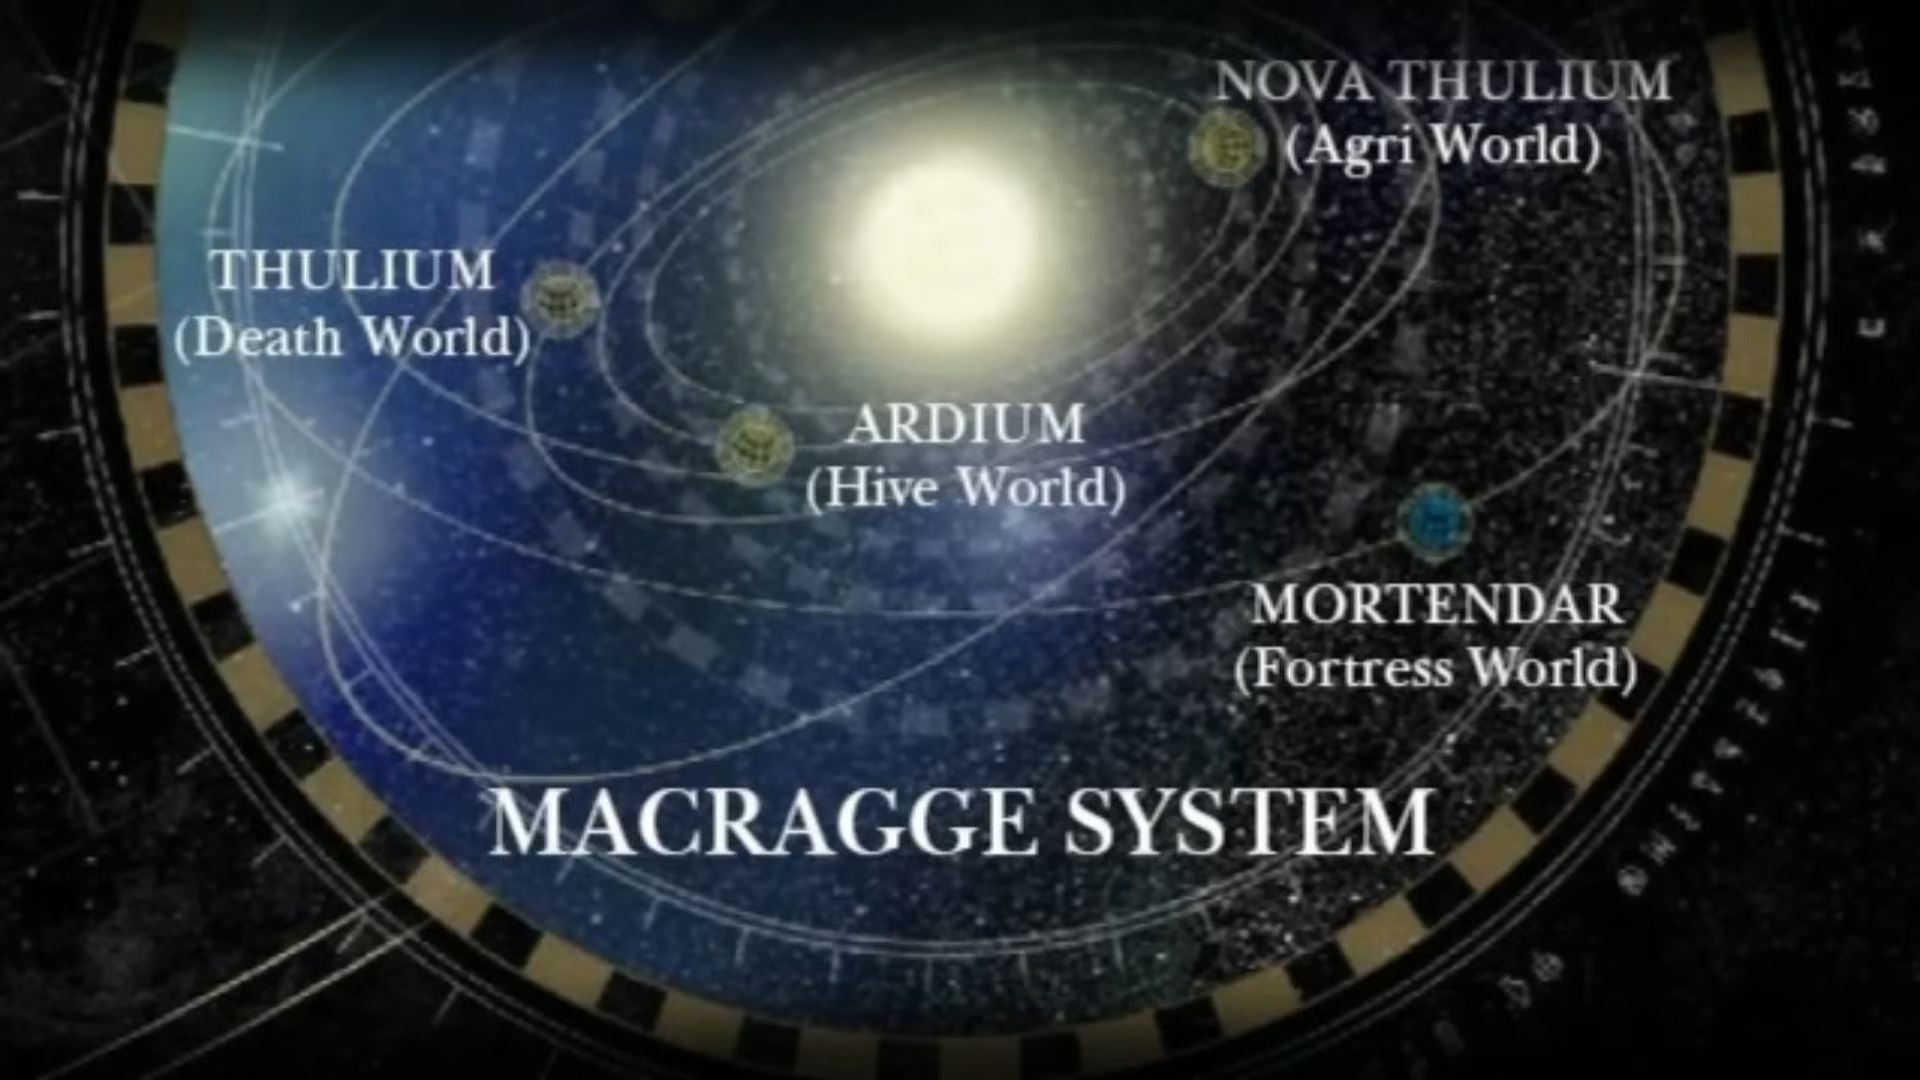 NOVA THULIUM
(Agri World)
THULIUM
(Death World)
ARDIUM
(Hive World)
MORTENDAR
(Fortress World)
MACRAGGE SYSTEM